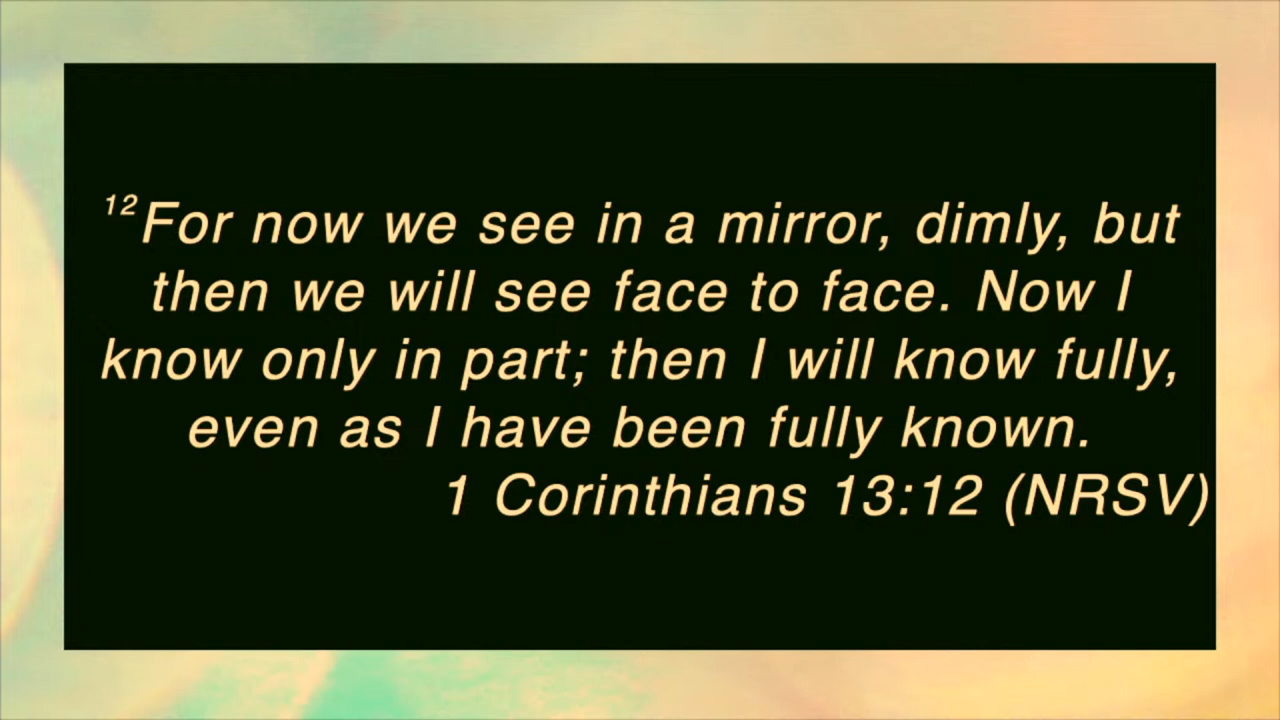 12For now we see in a mirror, dimly, but
then we will see face to face. Now I
know only in part; then I will know fully,
even as I have been fully known.
1 Corinthians 13:12 (NRSV)